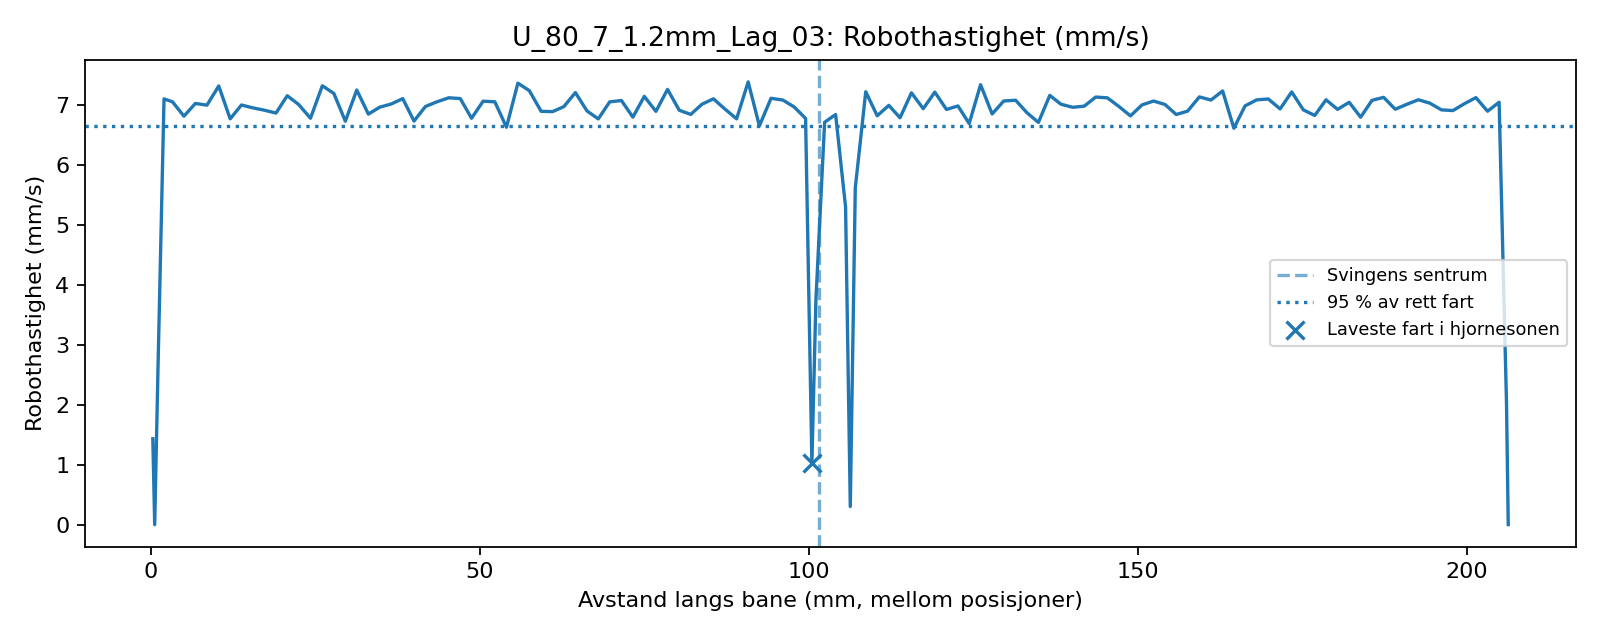 U_80_7_1.2mm_Lag_03: Robothastighet (mm/s)
Robothastighet (mm/s)
7
6
5
4
3
2
1
0
Svingens sentrum
95 % av rett fart
Laveste fart i hjornesonen
0 50 100 150 200
Avstand langs bane (mm, mellom posisjoner)